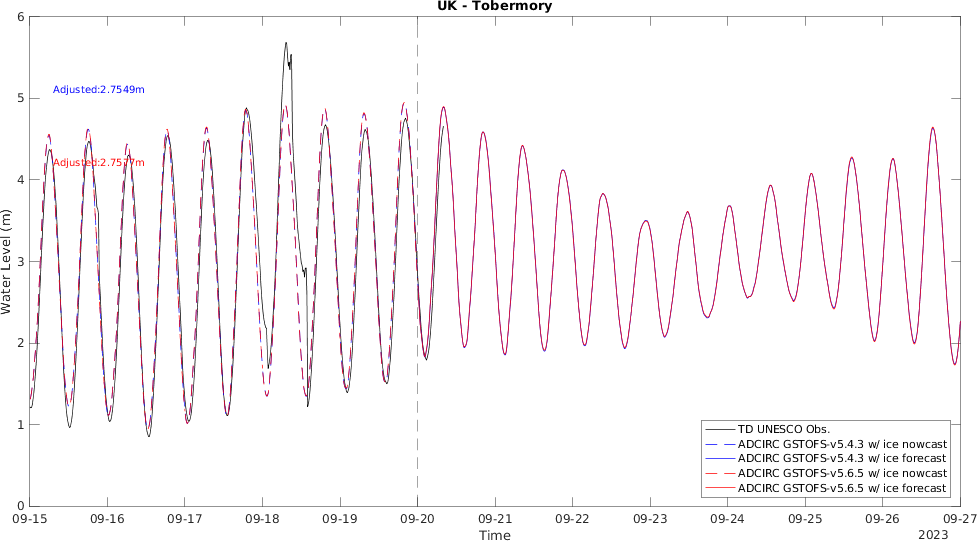 UK - Tobermory
6
5
4
3
2
1
0
Adjusted:2.7549m
Water Level (m)
09-15 09-16 09-17 09-18 09-19 09-20 09-21 09-22 09-23 09-24 09-25 09-26 09-27
Time
2023
TD UNESCO Obs.
ADCIRC GSTOFS-v5.4.3 w/ ice nowcast
ADCIRC GSTOFS-v5.4.3 w/ ice forecast
ADCIRC GSTOFS-v5.6.5 w/ ice nowcast
ADCIRC GSTOFS-v5.6.5 w/ ice forecast